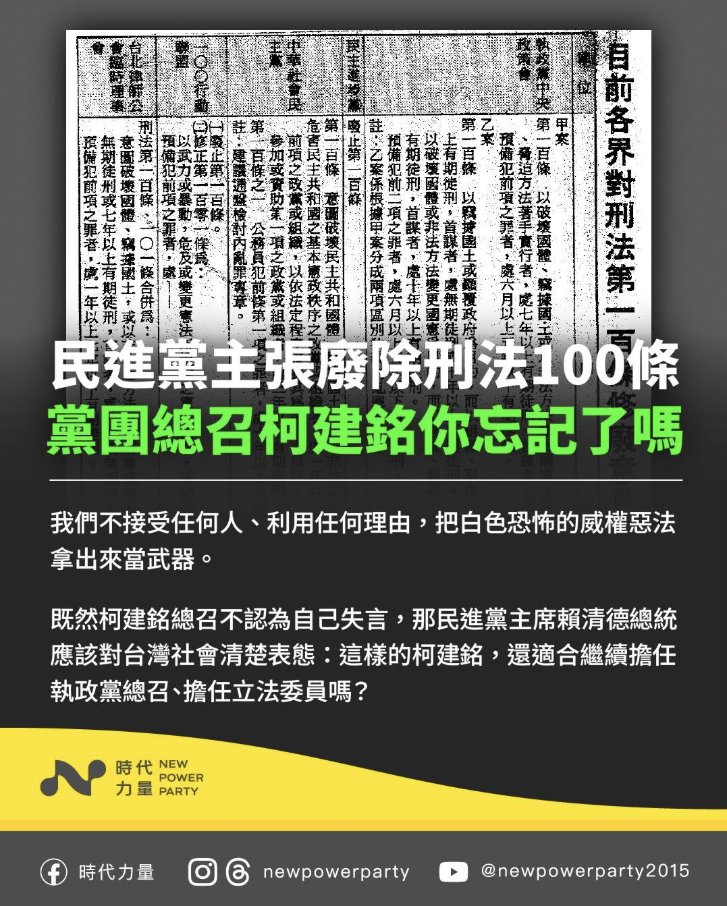 目前各界對刑法第一百
單位
執政黨中央
政策會
甲案
第一百條　以破壞國體、竊據國土或
、脅迫方法著手實行者，處七年以
預備犯前項之罪者，處六月以上
乙案
第一百條　以竊據國土或顛覆政府
上有期徒刑，首謀者，處無期徒
以破壞國體或非法方法變更國憲
有期徒刑，首謀者，處十年以上有
預備犯前二項之罪者，處六月以
註：乙案係根據甲案分成兩項區別
民主進步黨
廢止第一百條
中華社會民
主黨
第一百條　意圖破壞民主共和國體
危害民主共和國之基本憲政秩序之政
前項之政黨或組織，以依法定程
參加或資助第一項之政黨或組織
第一百條之一　公務員犯前條第一項
註：建議通盤檢討內亂罪專章。
一〇〇行動
聯盟
㈠廢止第一百條。
㈡修正第一百零一條爲：
以武力或暴動，危及或變更憲法
預備犯前項之罪者，處
台北律師公
會臨時理事
會
刑法第一百條、一〇一條合併爲：
意圖破壞國體、竊據國土，或以
無期徒刑或七年以上有期徒刑，
預備犯前項之罪者，處一年以上
民進黨主張廢除刑法100條
黨團總召柯建銘你忘記了嗎
我們不接受任何人、利用任何理由，把白色恐怖的威權惡法
拿出來當武器。
既然柯建銘總召不認為自己失言，那民進黨主席賴清德總統
應該對台灣社會清楚表態：這樣的柯建銘，還適合繼續擔任
執政黨總召、擔任立法委員嗎？
時代力量
NEW POWER PARTY
時代力量
newpowerparty
@newpowerparty2015